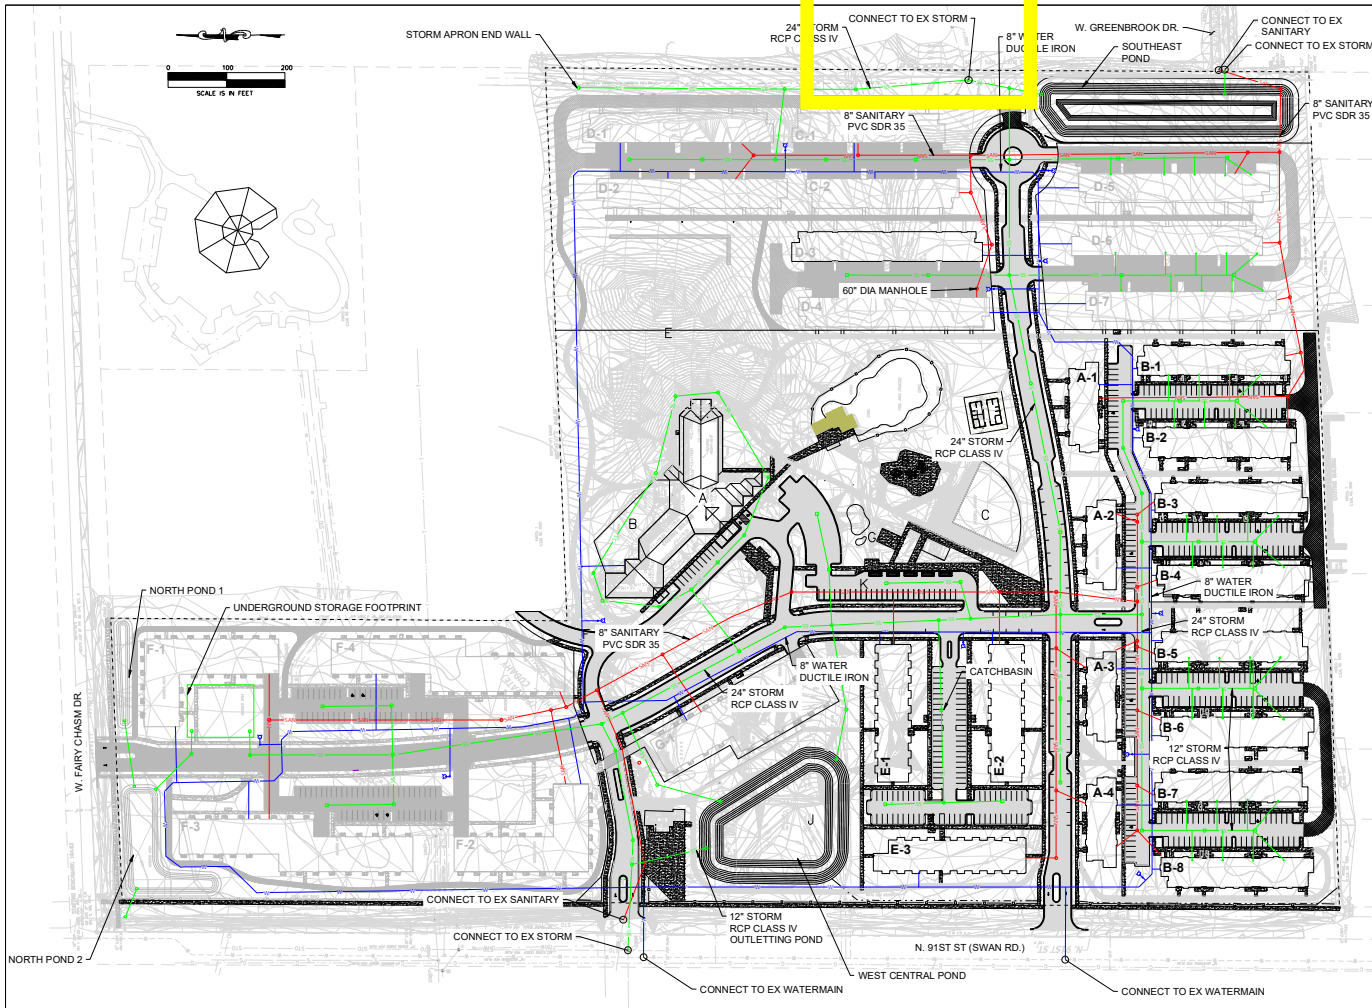 STORM APRON END WALL
24" STORM
RCP CLASS IV
CONNECT TO EX STORM
8" WATER
DUCTILE IRON
W. GREENBROOK DR.
SOUTHEAST
POND
CONNECT TO EX
SANITARY
CONNECT TO EX STORM
0 100 200
SCALE IS IN FEET
8" SANITARY
PVC SDR 35
8" SANITARY
PVC SDR 35
D-1
C-1
D-2
C-2
D-5
D-3
D-6
60" DIA MANHOLE
D-4
D-7
E
A-1
B-1
B-2
24" STORM
RCP CLASS IV
A
B
C
G
A-2
B-3
B-4
K
8" WATER
DUCTILE IRON
24" STORM
RCP CLASS IV
NORTH POND 1
UNDERGROUND STORAGE FOOTPRINT
F-1
F-4
8" SANITARY
PVC SDR 35
8" WATER
DUCTILE IRON
24" STORM
RCP CLASS IV
CATCHBASIN
A-3
B-5
B-6
W. FAIRY CHASM DR
12" STORM
RCP CLASS IV
E-1
E-2
A-4
B-7
F-3
F-2
J
E-3
B-8
CONNECT TO EX SANITARY
CONNECT TO EX STORM
12" STORM
RCP CLASS IV
OUTLETTING POND
N. 91ST ST (SWAN RD.)
NORTH POND 2
WEST CENTRAL POND
CONNECT TO EX WATERMAIN
CONNECT TO EX WATERMAIN